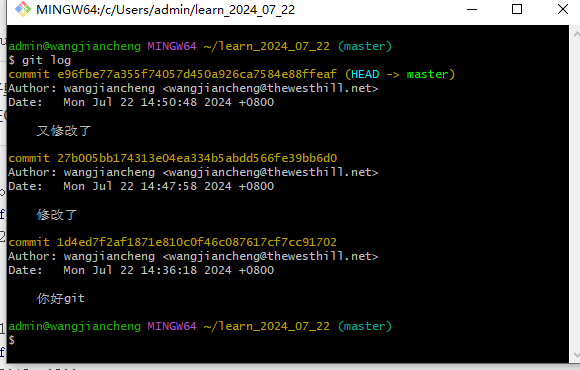 MINGW64:/c/Users/admin/learn_2024_07_22
admin@wangjiancheng MINGW64 ~/learn_2024_07_22 (master)
$ git log
commit e96fbe77a355f74057d450a926ca7584e88ffeaf (HEAD -> master)
Author: wangjiancheng <wangjiancheng@thewesthill.net>
Date:   Mon Jul 22 14:50:48 2024 +0800
又修改了
commit 27b005bb174313e04ea334b5abdd566fe39bb6d0
Author: wangjiancheng <wangjiancheng@thewesthill.net>
Date:   Mon Jul 22 14:47:58 2024 +0800
修改了
commit 1d4ed7f2af1871e810c0f46c087617cf7cc91702
Author: wangjiancheng <wangjiancheng@thewesthill.net>
Date:   Mon Jul 22 14:36:18 2024 +0800
你好git
admin@wangjiancheng MINGW64 ~/learn_2024_07_22 (master)
$